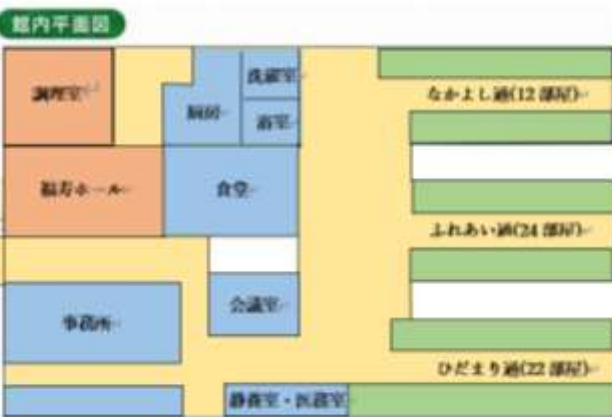 館内平面図
調理室
洗濯室
厨房
浴室
なかよし通(12部屋)
福寿ホール
食堂
ふれあい通(24部屋)
会議室
事務所
ひだまり通(22部屋)
静養室・医務室